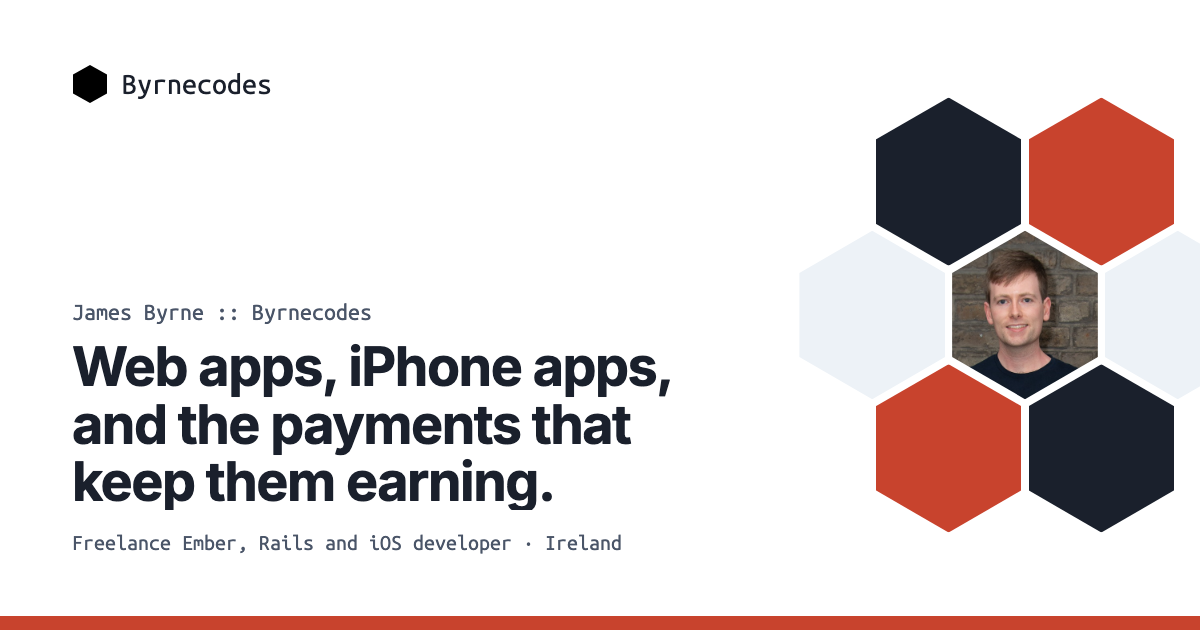 Byrnecodes
James Byrne :: Byrnecodes
Web apps, iPhone apps,
and the payments that
keep them earning.
Freelance Ember, Rails and iOS developer · Ireland